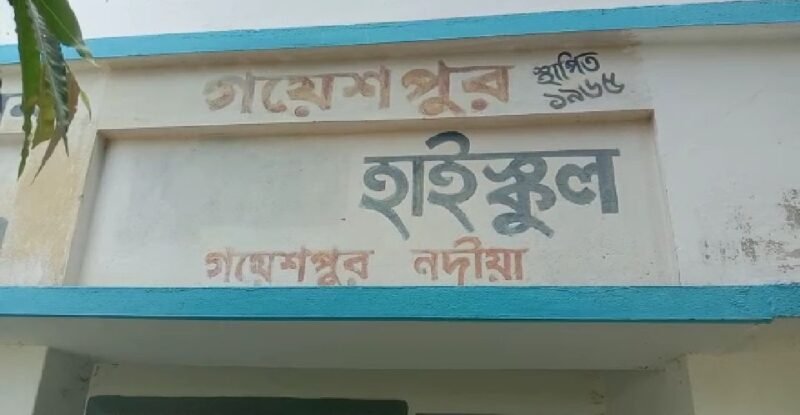 গয়েশপুর স্থাপিত
১৯৬৫
হাইস্কুল
গয়েশপুর নদীয়া